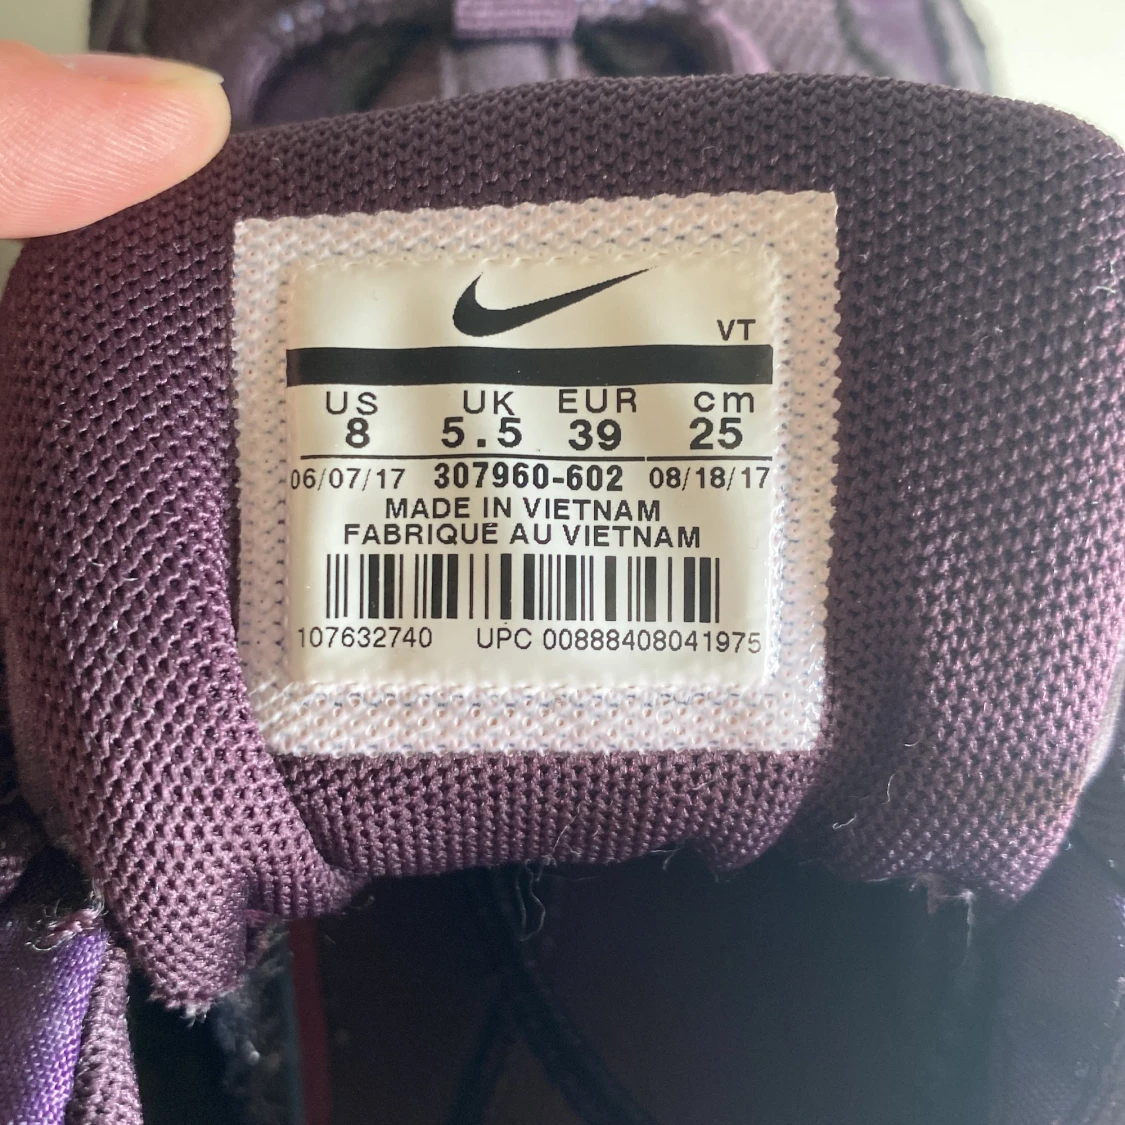 VT
US UK EUR cm
8 5.5 39 25
06/07/17 307960-602 08/18/17
MADE IN VIETNAM
FABRIQUE AU VIETNAM
107632740 UPC 00888408041975